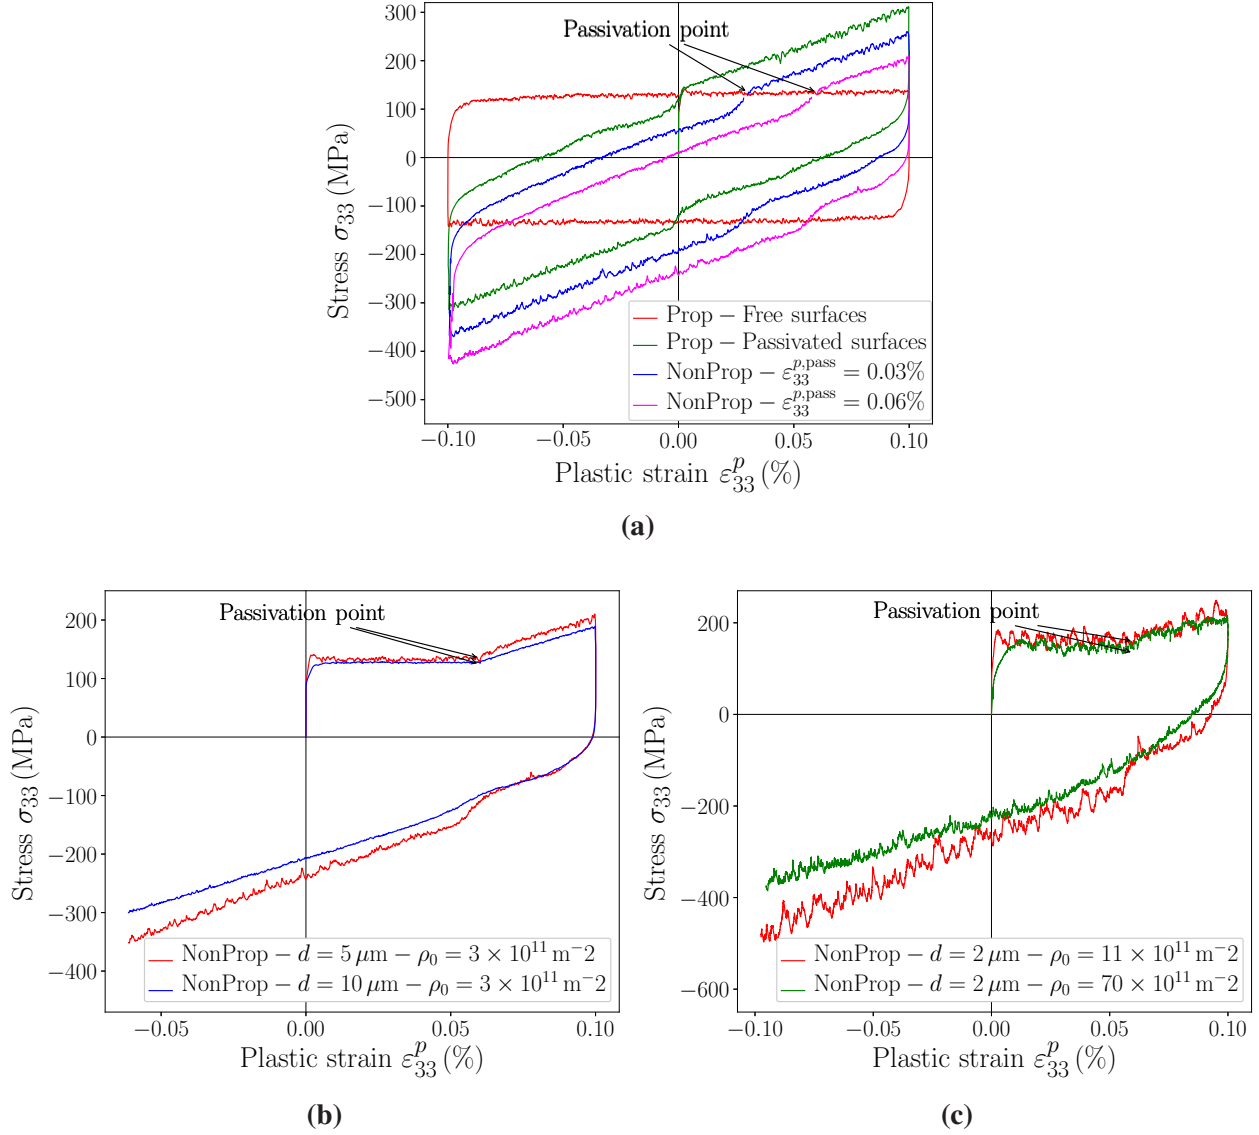 Passivation point
Stress σ33 (MPa)
300
200
100
0
−100
−200
−300
−400
−500
Prop − Free surfaces
Prop − Passivated surfaces
NonProp − ε33^p,pass = 0.03%
NonProp − ε33^p,pass = 0.06%
−0.10 −0.05 0.00 0.05 0.10
Plastic strain ε33^p (%)
(a)
Passivation point
Stress σ33 (MPa)
200
100
0
−100
−200
−300
−400
NonProp − d = 5 μm − ρ0 = 3 × 10^11 m−2
NonProp − d = 10 μm − ρ0 = 3 × 10^11 m−2
−0.05 0.00 0.05 0.10
Plastic strain ε33^p (%)
(b)
Passivation point
Stress σ33 (MPa)
200
0
−200
−400
−600
NonProp − d = 2 μm − ρ0 = 11 × 10^11 m−2
NonProp − d = 2 μm − ρ0 = 70 × 10^11 m−2
−0.10 −0.05 0.00 0.05 0.10
Plastic strain ε33^p (%)
(c)